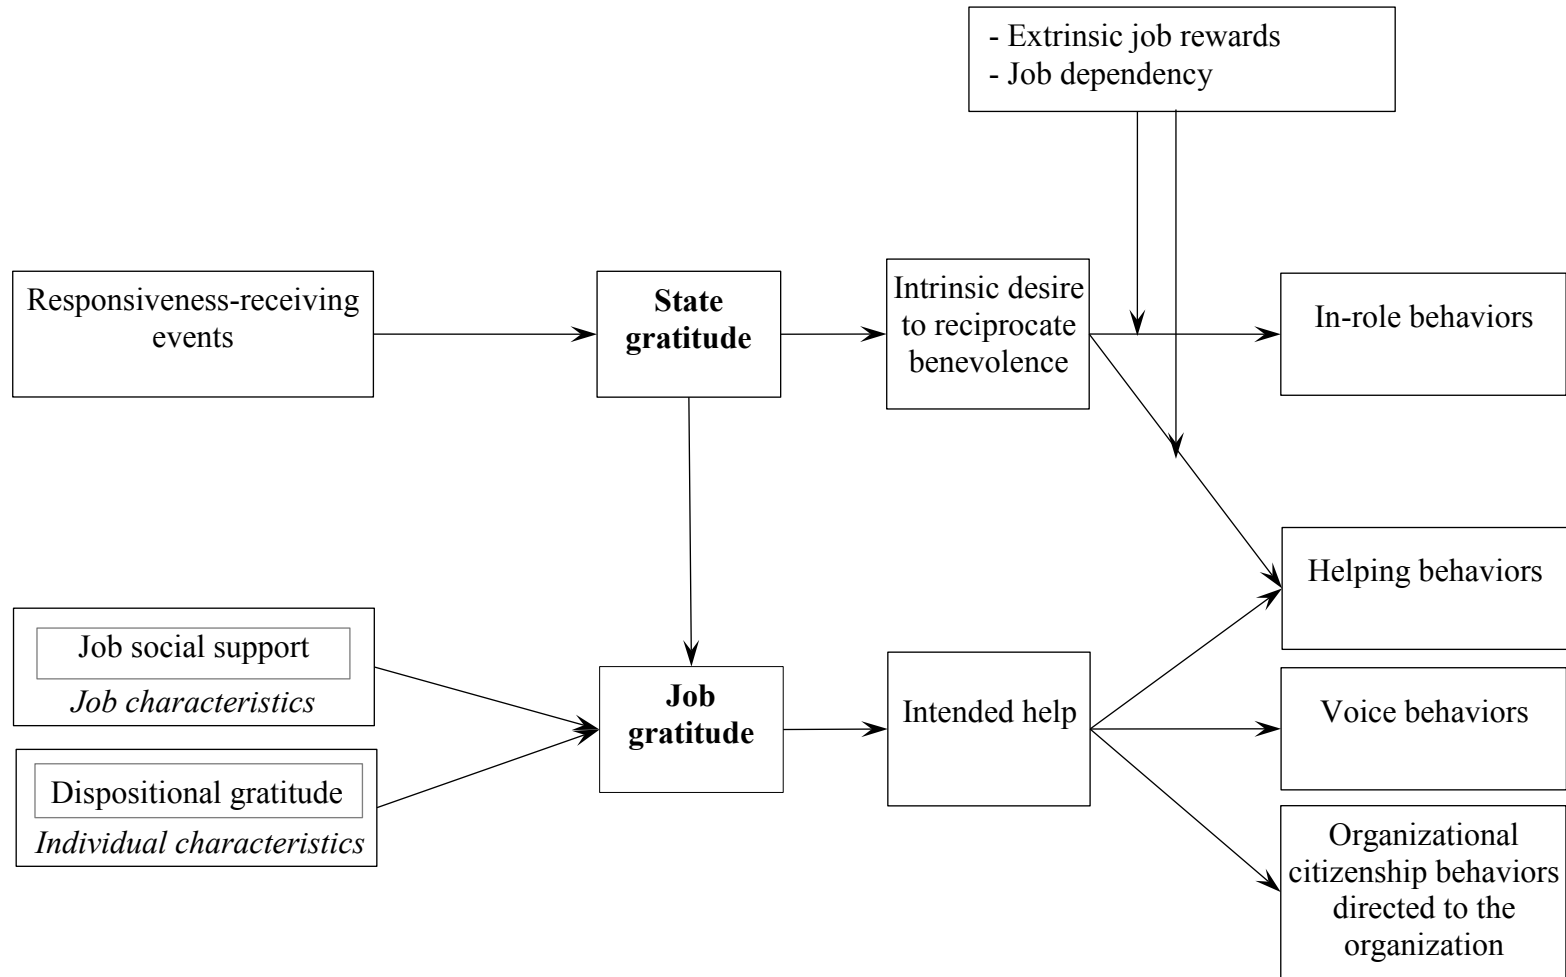 - Extrinsic job rewards
- Job dependency
Responsiveness-receiving
events
State
gratitude
Intrinsic desire
to reciprocate
benevolence
In-role behaviors
Helping behaviors
Job social support
Job characteristics
Job
gratitude
Intended help
Voice behaviors
Dispositional gratitude
Individual characteristics
Organizational
citizenship behaviors
directed to the
organization